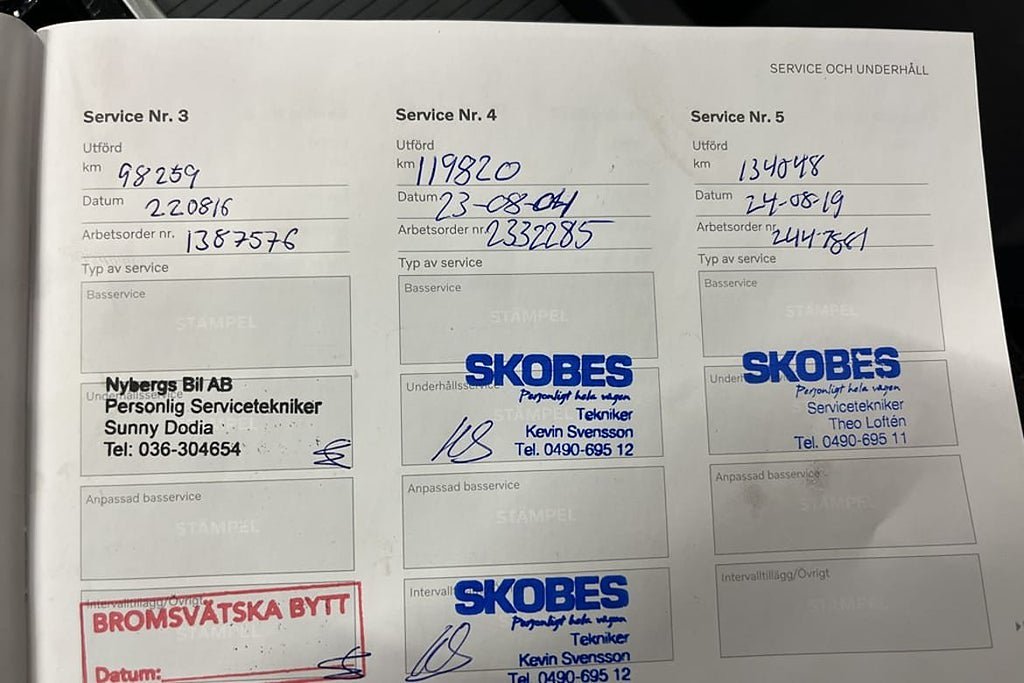 SERVICE OCH UNDERHÅLL
Service Nr. 3
Utförd
km 98259
Datum 220816
Arbetsorder nr. 1387576
Typ av service
Basservice
STÄMPEL
Underhållsservice
Nybergs Bil AB
Personlig Servicetekniker
Sunny Dodia
Tel: 036-304654
Anpassad basservice
STÄMPEL
Intervalltillägg/Övrigt
BROMSVÄTSKA BYTT
STÄMPEL
Datum:
Service Nr. 4
Utförd
km 119820
Datum 23-08-04
Arbetsorder nr. 2332285
Typ av service
Basservice
STÄMPEL
SKOBES
Underhållsservice
Personligt hela vägen
STÄMPEL
Tekniker
Kevin Svensson
Tel. 0490-695 12
Anpassad basservice
STÄMPEL
SKOBES
Personligt hela vägen
Tekniker
Kevin Svensson
Tel. 0490-695 12
Service Nr. 5
Utförd
km 134048
Datum 24-08-19
Arbetsorder nr.
Typ av service
Basservice
STÄMPEL
SKOBES
Personligt hela vägen
Servicetekniker
Theo Loftén
Tel. 0490-695 11
Anpassad basservice
STÄMPEL
Intervalltillägg/Övrigt
STÄMPEL